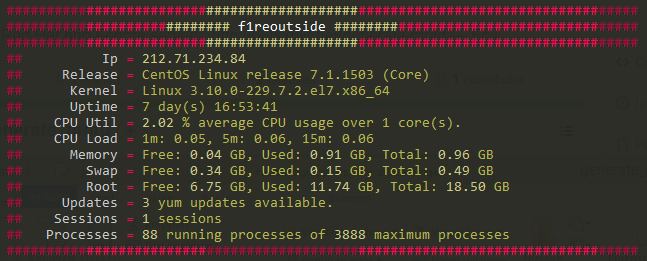 ################################################################################
#################### ######## f1reoutside ######## ####################
################################################################################
## Ip = 212.71.234.84
## Release = CentOS Linux release 7.1.1503 (Core)
## Kernel = Linux 3.10.0-229.7.2.el7.x86_64
## Uptime = 7 day(s) 16:53:41
## CPU Util = 2.02 % average CPU usage over 1 core(s).
## CPU Load = 1m: 0.05, 5m: 0.06, 15m: 0.06
## Memory = Free: 0.04 GB, Used: 0.91 GB, Total: 0.96 GB
## Swap = Free: 0.34 GB, Used: 0.15 GB, Total: 0.49 GB
## Root = Free: 6.75 GB, Used: 11.74 GB, Total: 18.50 GB
## Updates = 3 yum updates available.
## Sessions = 1 sessions
## Processes = 88 running processes of 3888 maximum processes
################################################################################